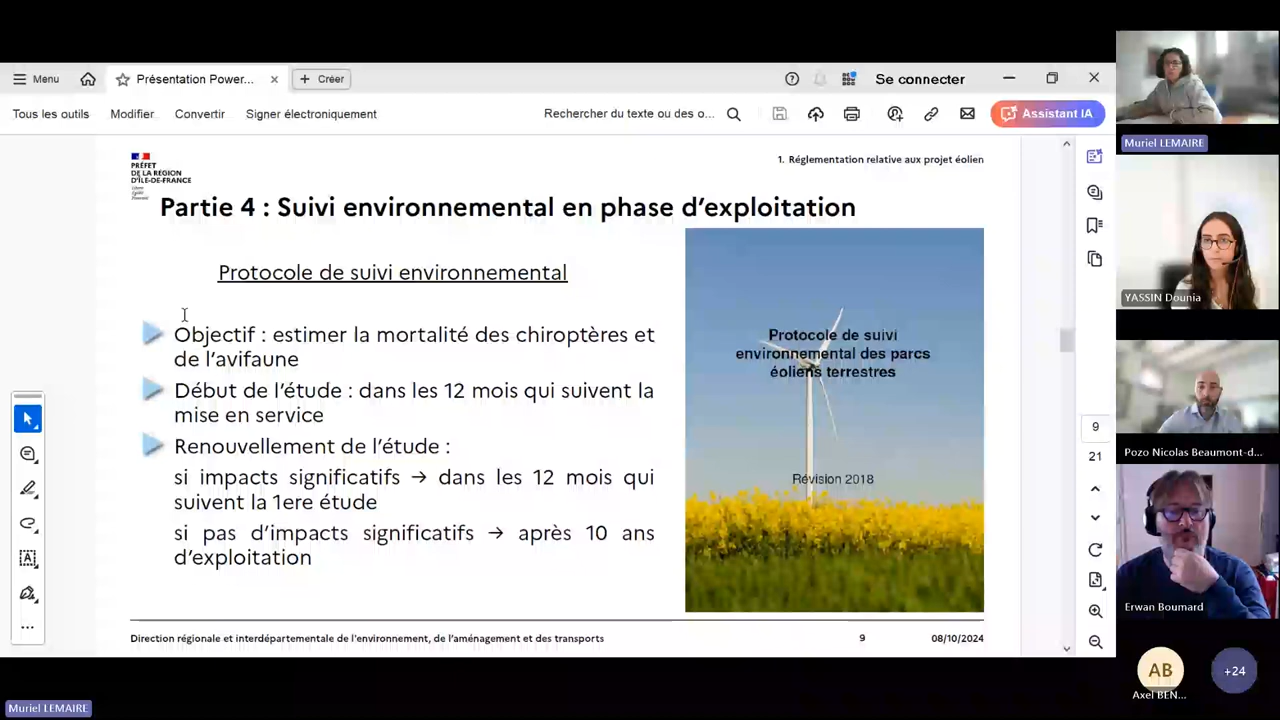 Menu
Présentation Power...
Créer
Se connecter
Tous les outils
Modifier
Convertir
Signer électroniquement
Rechercher du texte ou des o...
Assistant IA
PRÉFET
DE LA RÉGION
D'ÎLE-DE-FRANCE
1. Réglementation relative aux projet éolien
Partie 4 : Suivi environnemental en phase d'exploitation
Protocole de suivi environnemental
Objectif : estimer la mortalité des chiroptères et
de l'avifaune
Début de l'étude : dans les 12 mois qui suivent la
mise en service
Renouvellement de l'étude :
si impacts significatifs → dans les 12 mois qui
suivent la 1ere étude
si pas d'impacts significatifs → après 10 ans
d'exploitation
Protocole de suivi
environnemental des parcs
éoliens terrestres
Révision 2018
Direction régionale et interdépartementale de l'environnement, de l'aménagement et des transports
9
08/10/2024
9
21
Muriel LEMAIRE
YASSIN Dounia
Pozo Nicolas Beaumont-d...
Erwan Boumard
AB
Axel BEN...
+24
Muriel LEMAIRE